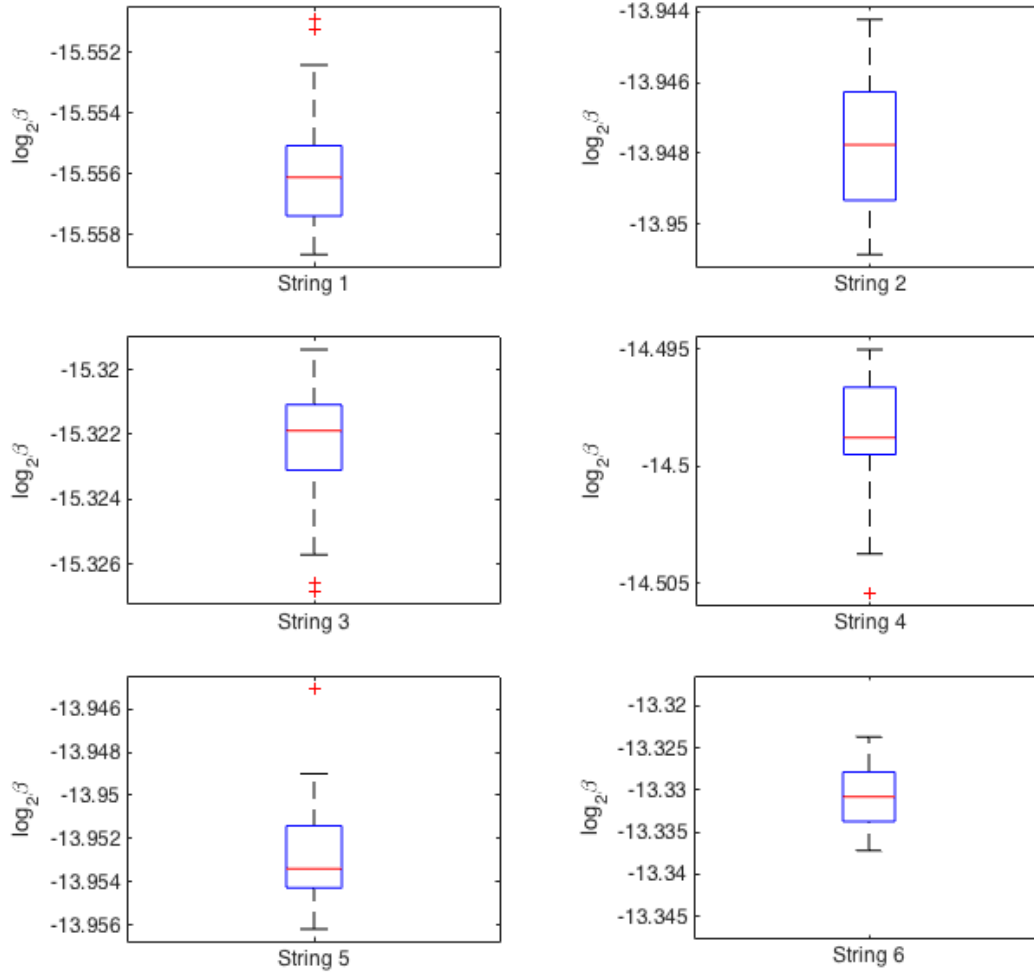 -15.552
-15.554
-15.556
-15.558
log₂β
String 1
-13.944
-13.946
-13.948
-13.95
log₂β
String 2
-15.32
-15.322
-15.324
-15.326
log₂β
String 3
-14.495
-14.5
-14.505
log₂β
String 4
-13.946
-13.948
-13.95
-13.952
-13.954
-13.956
log₂β
String 5
-13.32
-13.325
-13.33
-13.335
-13.34
-13.345
log₂β
String 6